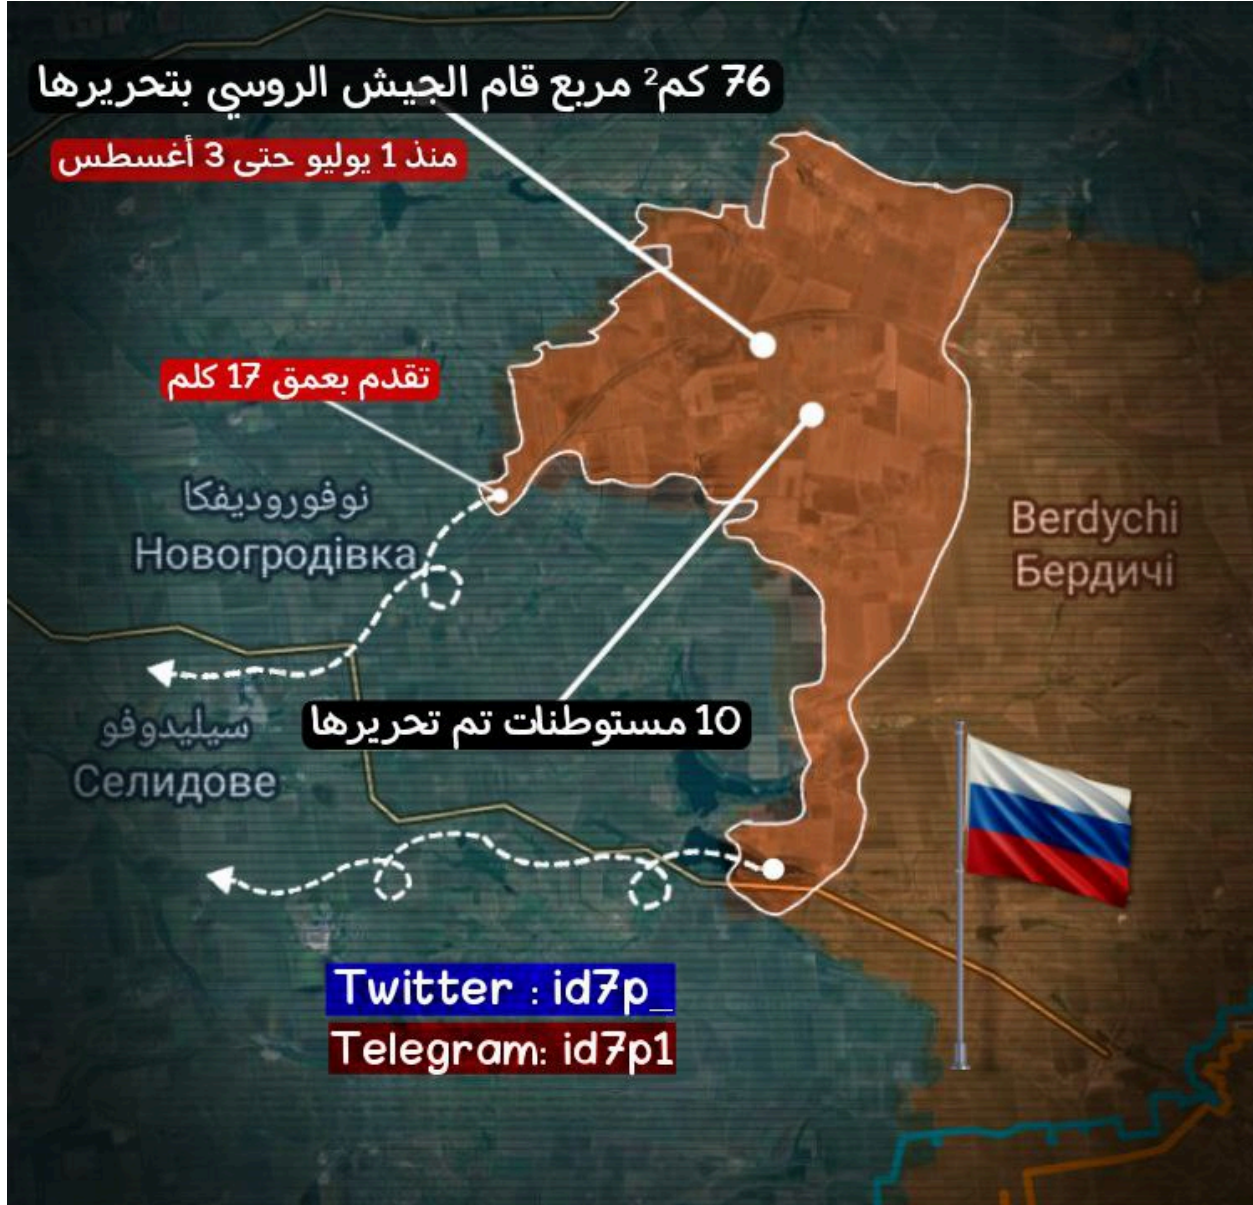 76 كم² مربع قام الجيش الروسي بتحريرها
منذ 1 يوليو حتى 3 أغسطس
تقدم بعمق 17 كلم
نوفوروديفكا
Новогродівка
Berdychi
Бердичі
10 مستوطنات تم تحريرها
سيليدوفو
Селидове
Twitter : id7p_
Telegram: id7p1